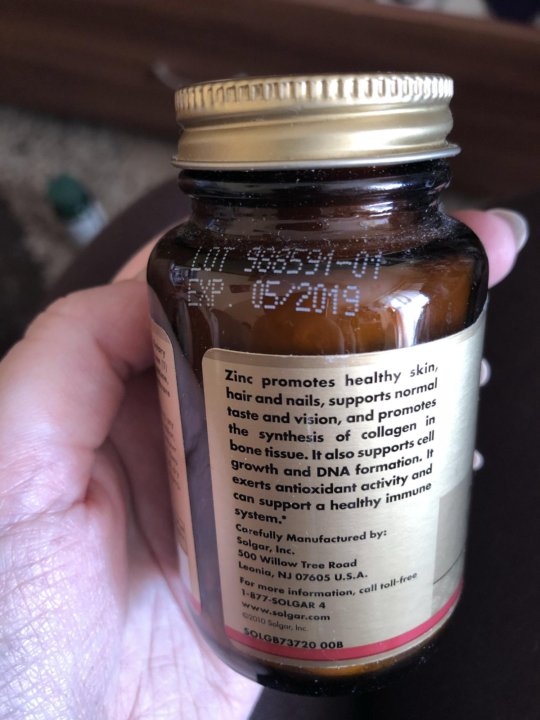 LOT 988591-01
EXP. 05/2019
Zinc promotes healthy skin,
hair and nails, supports normal
taste and vision, and promotes
the synthesis of collagen in
bone tissue. It also supports cell
growth and DNA formation. It
exerts antioxidant activity and
can support a healthy immune
system.*
Carefully Manufactured by:
Solgar, Inc.
500 Willow Tree Road
Leonia, NJ 07605 U.S.A.
For more information, call toll-free
1-877-SOLGAR 4
www.solgar.com
©2010 Solgar, Inc.
SOLGB73720 00B